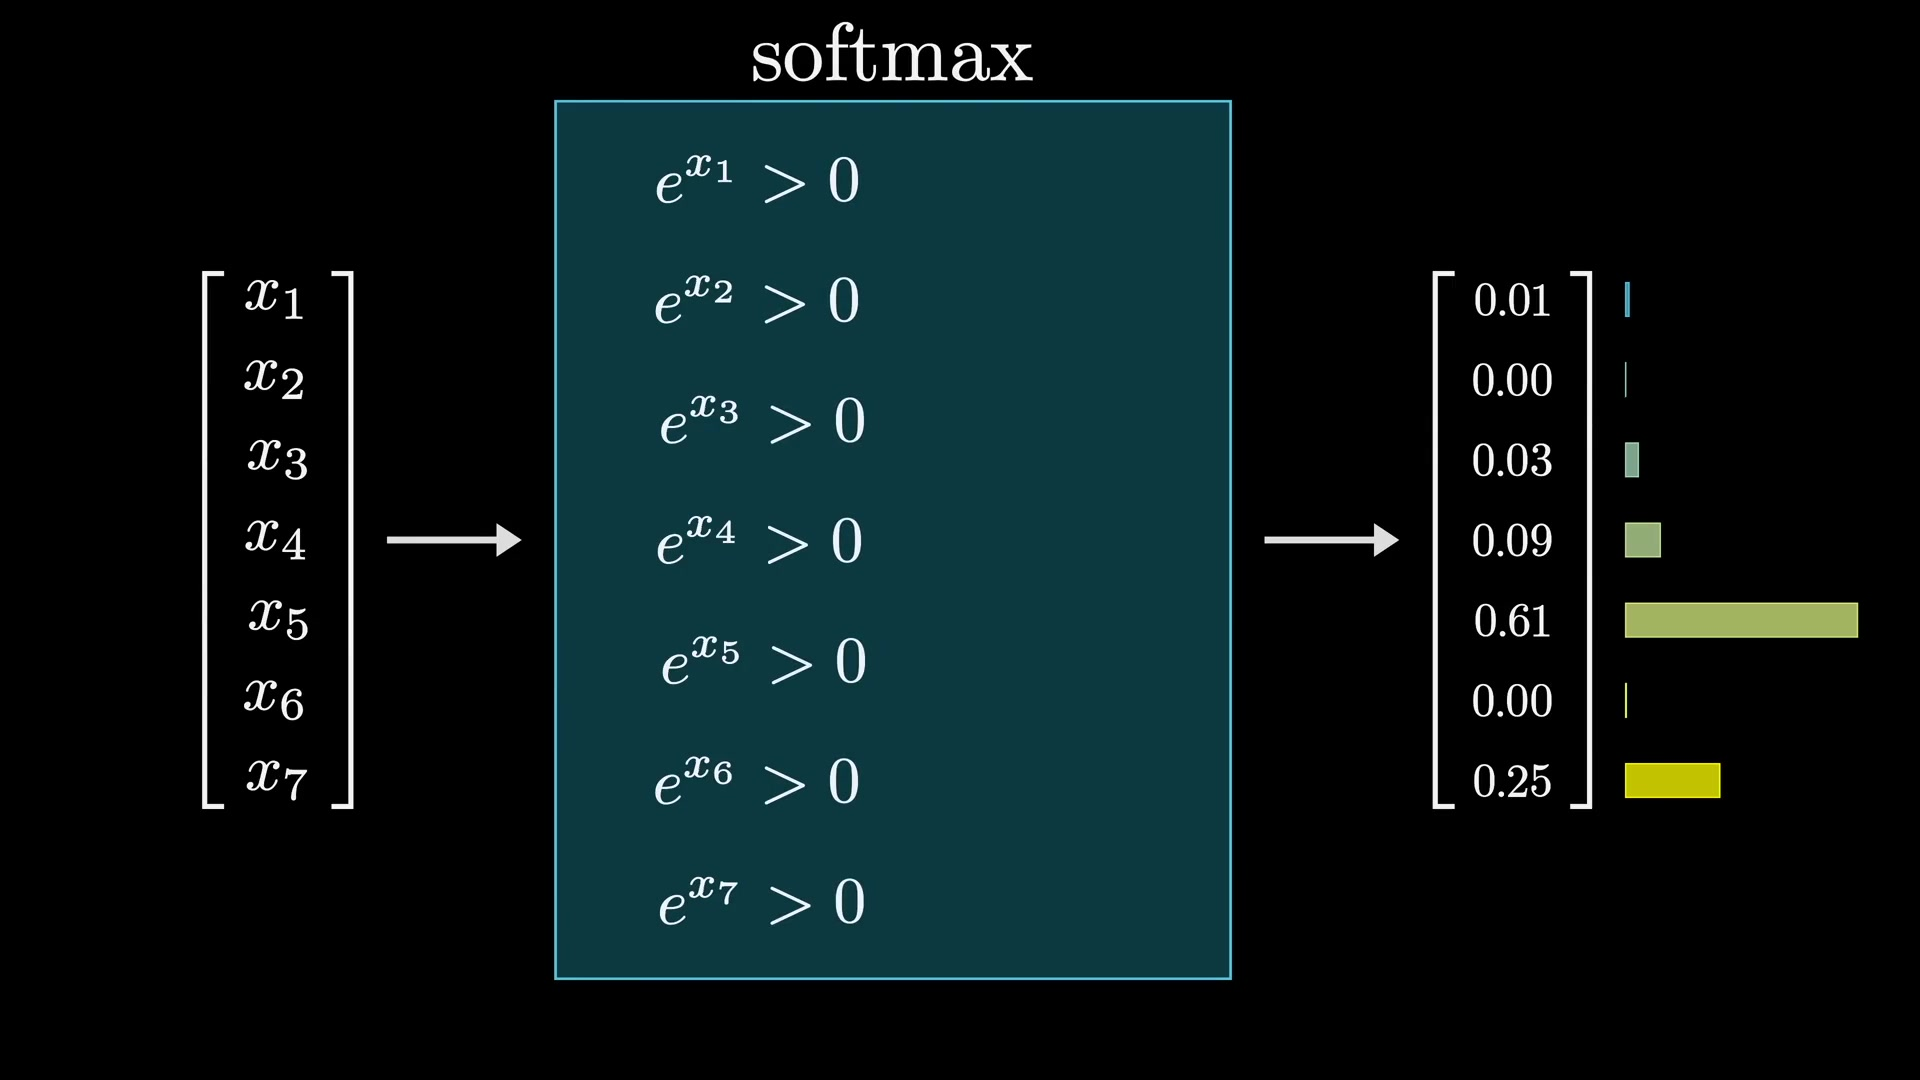 softmax
x₁
x₂
x₃
x₄
x₅
x₆
x₇
e^{x₁} > 0
e^{x₂} > 0
e^{x₃} > 0
e^{x₄} > 0
e^{x₅} > 0
e^{x₆} > 0
e^{x₇} > 0
0.01
0.00
0.03
0.09
0.61
0.00
0.25